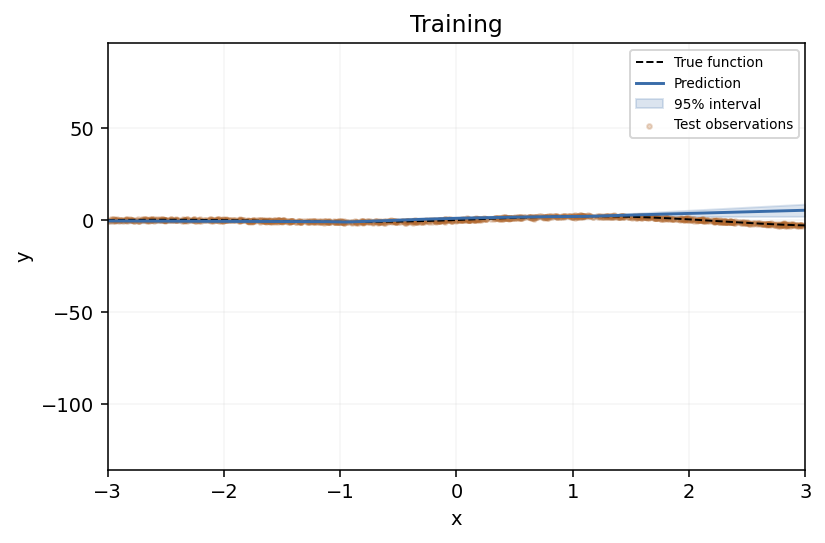 Training
True function
Prediction
95% interval
Test observations
50
0
−50
−100
y
−3 −2 −1 0 1 2 3
x